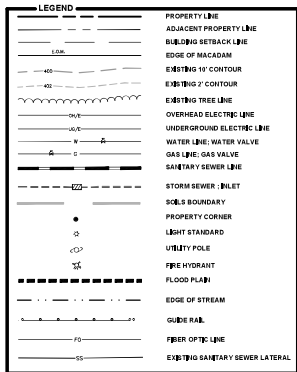 LEGEND
PROPERTY LINE
ADJACENT PROPERTY LINE
BUILDING SETBACK LINE
E.O.M. EDGE OF MACADAM
400 EXISTING 10' CONTOUR
402 EXISTING 2' CONTOUR
EXISTING TREE LINE
OH/E OVERHEAD ELECTRIC LINE
UG/E UNDERGROUND ELECTRIC LINE
W WATER LINE; WATER VALVE
G GAS LINE; GAS VALVE
SANITARY SEWER LINE
STORM SEWER ; INLET
SOILS BOUNDARY
PROPERTY CORNER
LIGHT STANDARD
UTILITY POLE
FIRE HYDRANT
FLOOD PLAIN
EDGE OF STREAM
GUIDE RAIL
FO FIBER OPTIC LINE
SS EXISTING SANITARY SEWER LATERAL